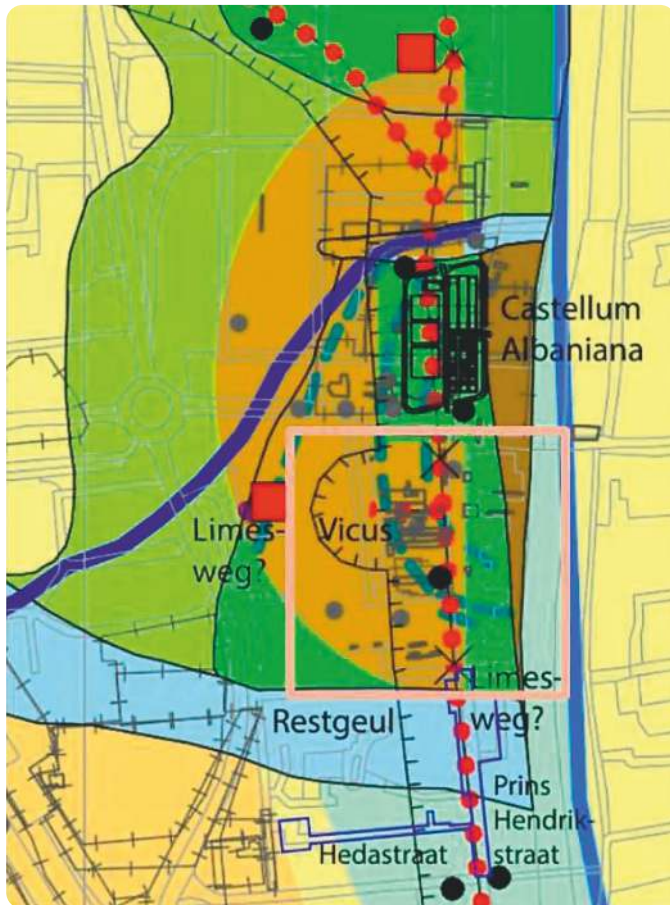 Castellum
Albaniana
Limes-
weg?
Vicus
Limes-
weg?
Restgeul
Prins
Hendrik-
straat
Hedastraat